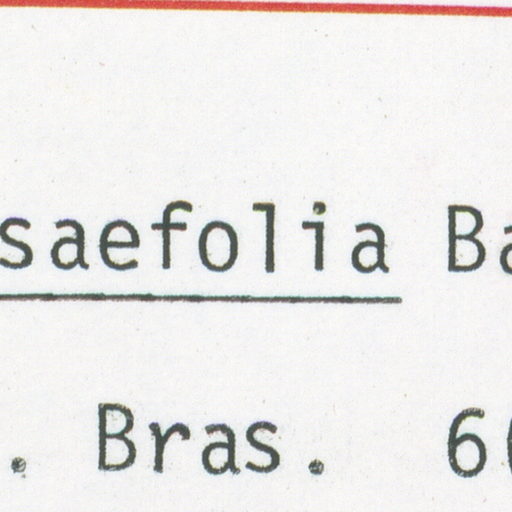 saefolia Ba
. Bras. 6